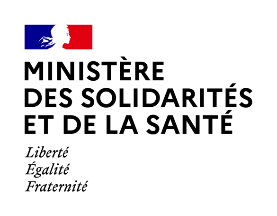 MINISTÈRE
DES SOLIDARITÉS
ET DE LA SANTÉ
Liberté
Égalité
Fraternité